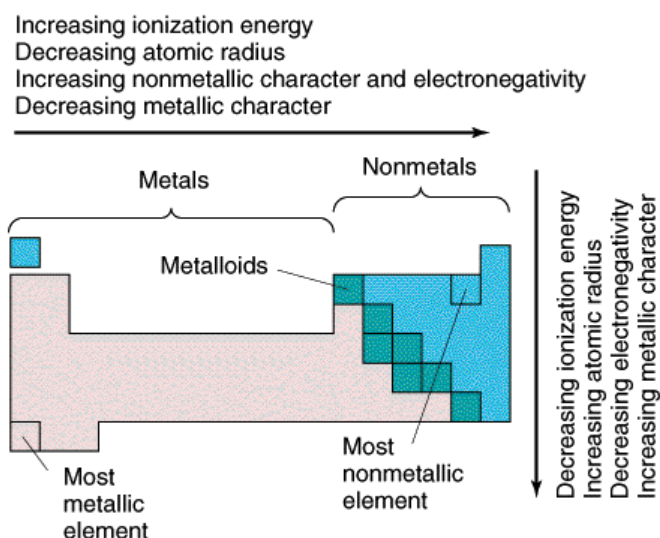 Increasing ionization energy
Decreasing atomic radius
Increasing nonmetallic character and electronegativity
Decreasing metallic character
Metals
Nonmetals
Metalloids
Most
metallic
element
Most
nonmetallic
element
Decreasing ionization energy
Increasing atomic radius
Decreasing electronegativity
Increasing metallic character